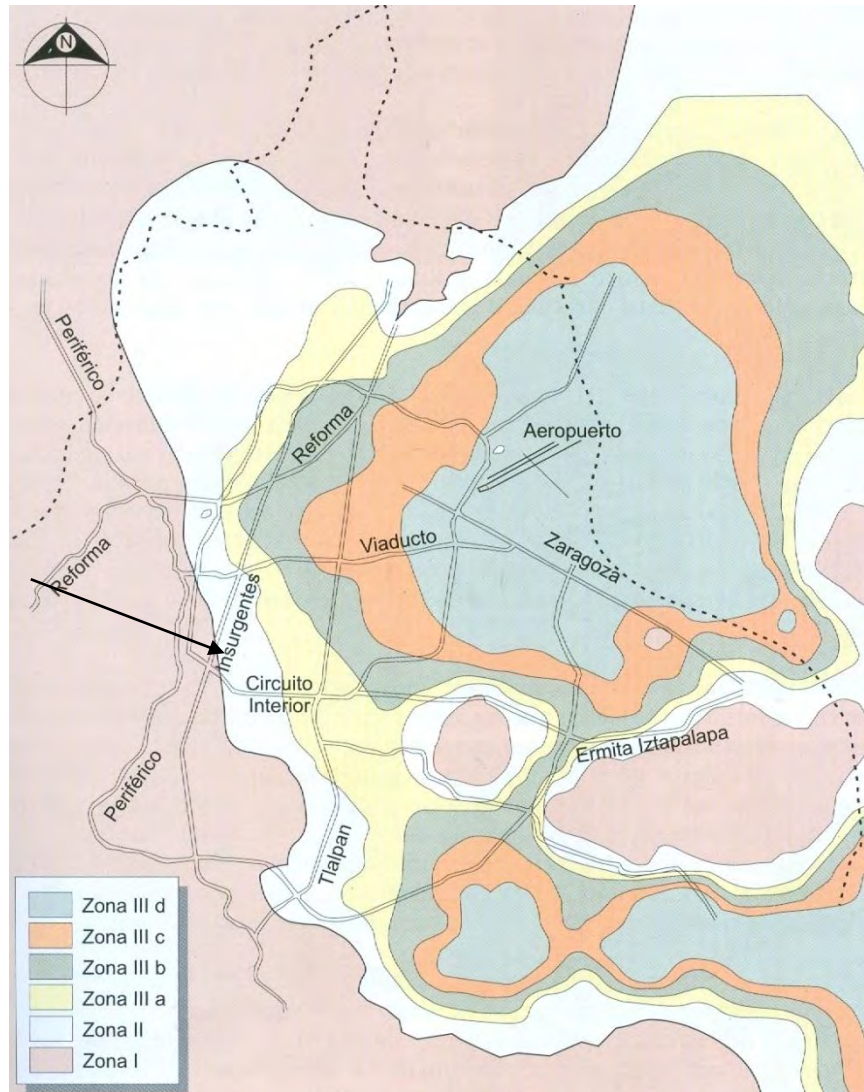 N
Periférico
Reforma
Aeropuerto
Viaducto
Zaragoza
Reforma
Insurgentes
Circuito
Interior
Ermita Iztapalapa
Periférico
Tlalpan
Zona III d
Zona III c
Zona III b
Zona III a
Zona II
Zona I